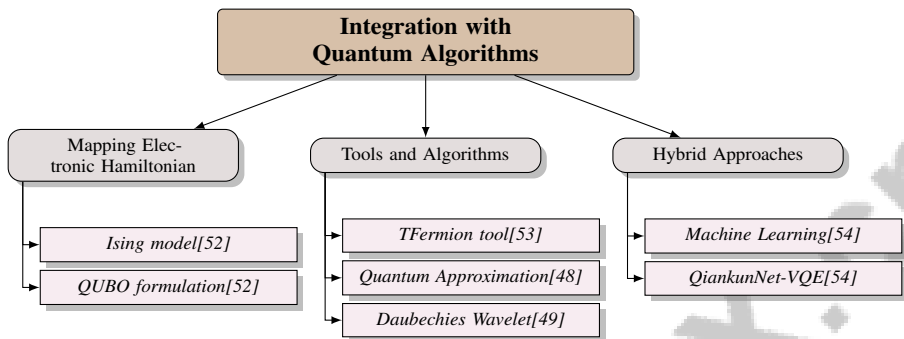 Integration with
Quantum Algorithms
Mapping Elec-
tronic Hamiltonian
Tools and Algorithms
Hybrid Approaches
Ising model[52]
QUBO formulation[52]
TFermion tool[53]
Quantum Approximation[48]
Daubechies Wavelet[49]
Machine Learning[54]
QiankunNet-VQE[54]